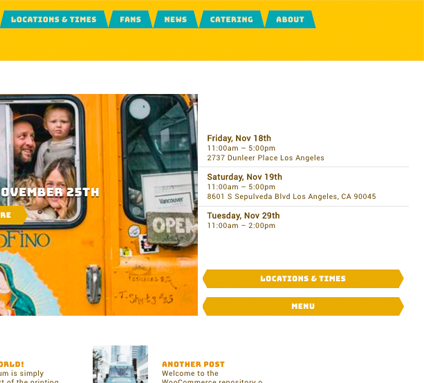 LOCATIONS & TIMES
FANS
NEWS
CATERING
ABOUT
OVEMBER 25TH
RE
OFINO
Vancouver
OPEN
Friday, Nov 18th
11:00am – 5:00pm
2737 Dunleer Place Los Angeles
Saturday, Nov 19th
11:00am – 5:00pm
8601 S Sepulveda Blvd Los Angeles, CA 90045
Tuesday, Nov 29th
11:00am – 2:00pm
LOCATIONS & TIMES
MENU
ORLD!
um is simply
xt of the printing
ANOTHER POST
Welcome to the
WooCommerce repository o